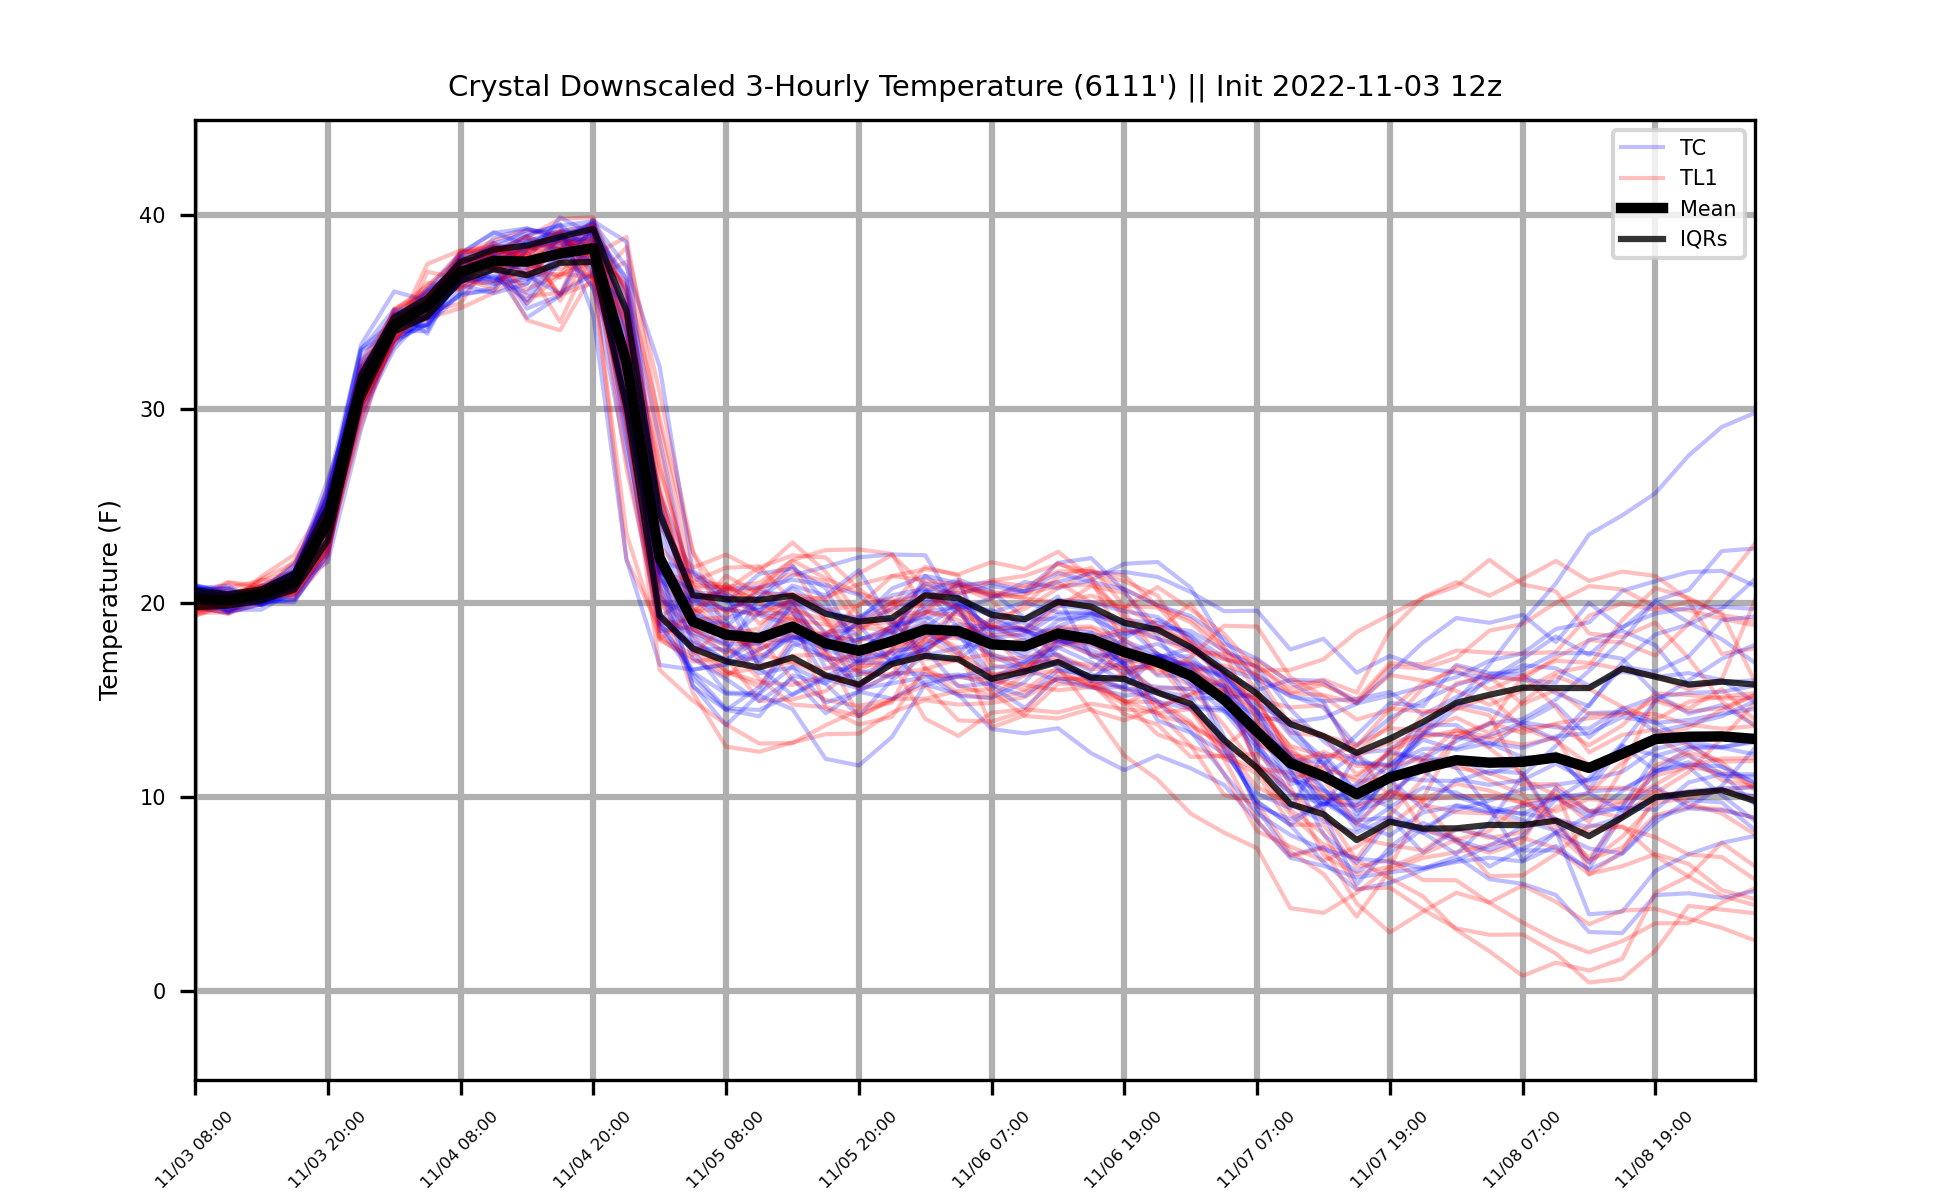 Crystal Downscaled 3-Hourly Temperature (6111') || Init 2022-11-03 12z
TC
TL1
Mean
IQRs
Temperature (F)
40
30
20
10
0
11/03 08:00
11/03 20:00
11/04 08:00
11/04 20:00
11/05 08:00
11/05 20:00
11/06 07:00
11/06 19:00
11/07 07:00
11/07 19:00
11/08 07:00
11/08 19:00